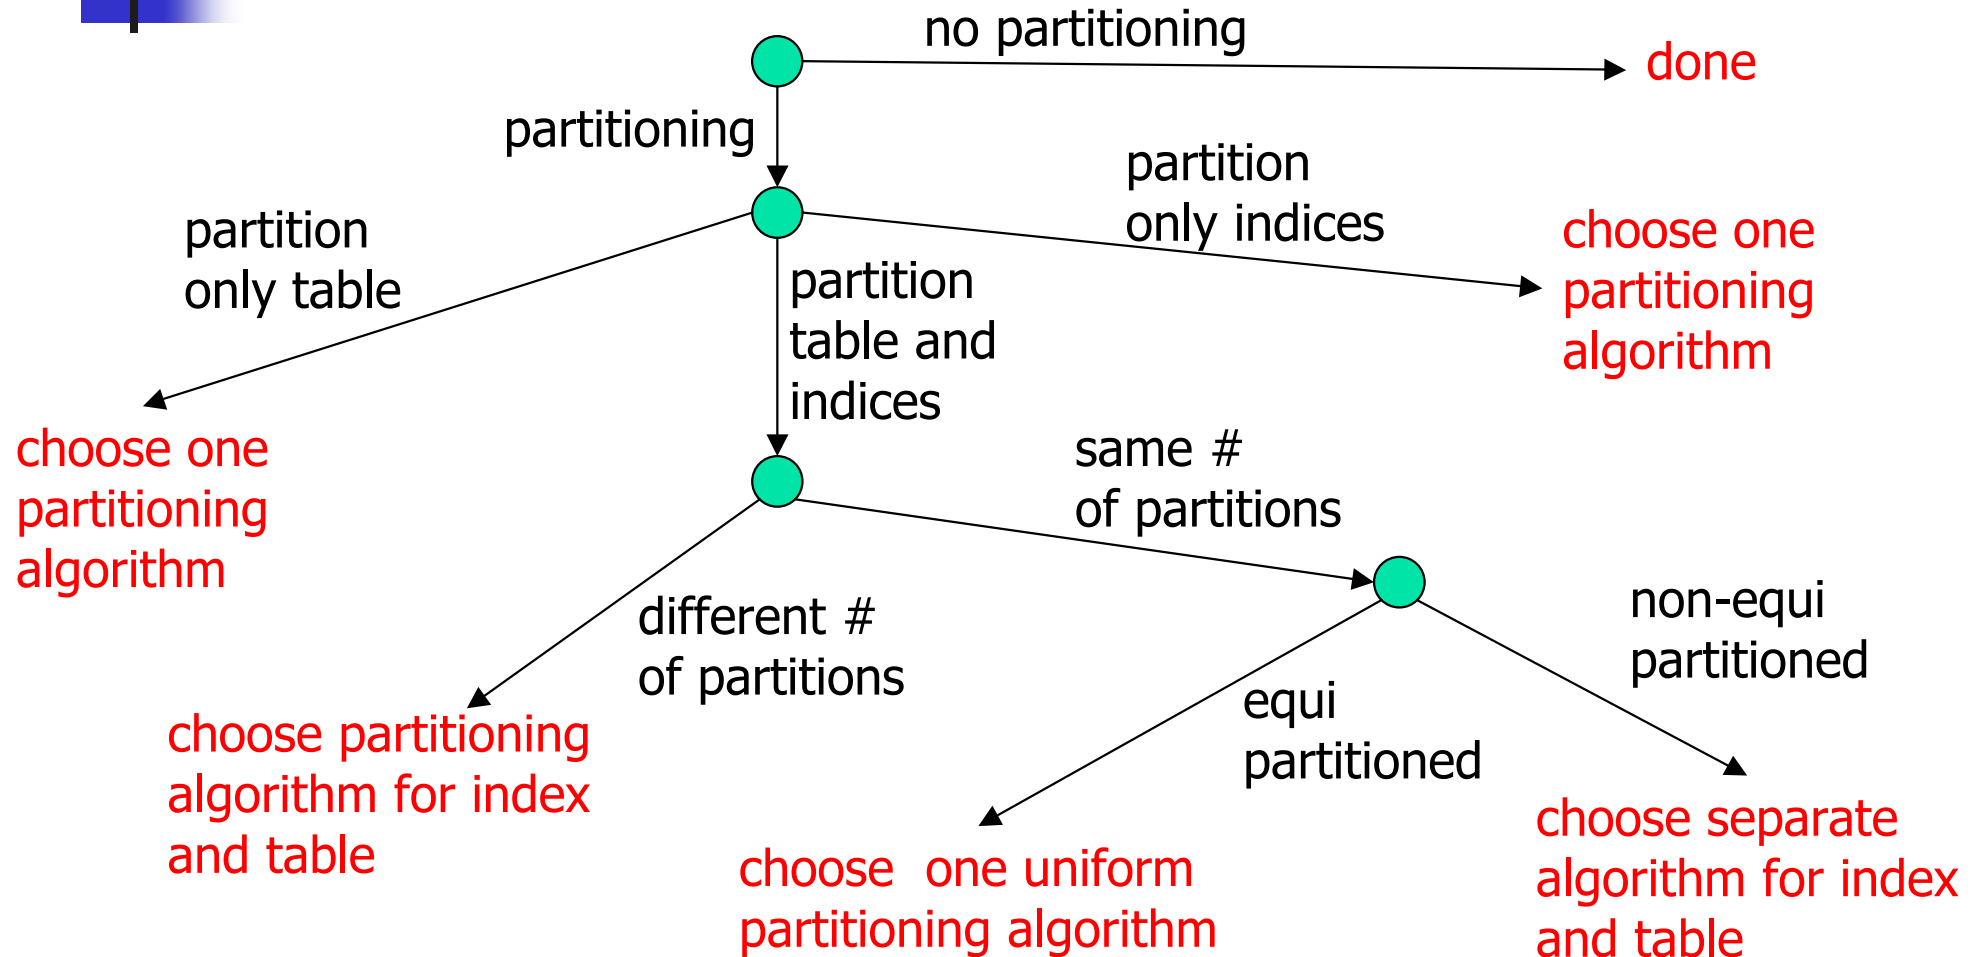 no partitioning
done
partitioning
partition
only indices
partition
only table
choose one
partitioning
algorithm
partition
table and
indices
choose one
partitioning
algorithm
same #
of partitions
different #
of partitions
non-equi
partitioned
equi
partitioned
choose partitioning
algorithm for index
and table
choose  one uniform
partitioning algorithm
choose separate
algorithm for index
and table